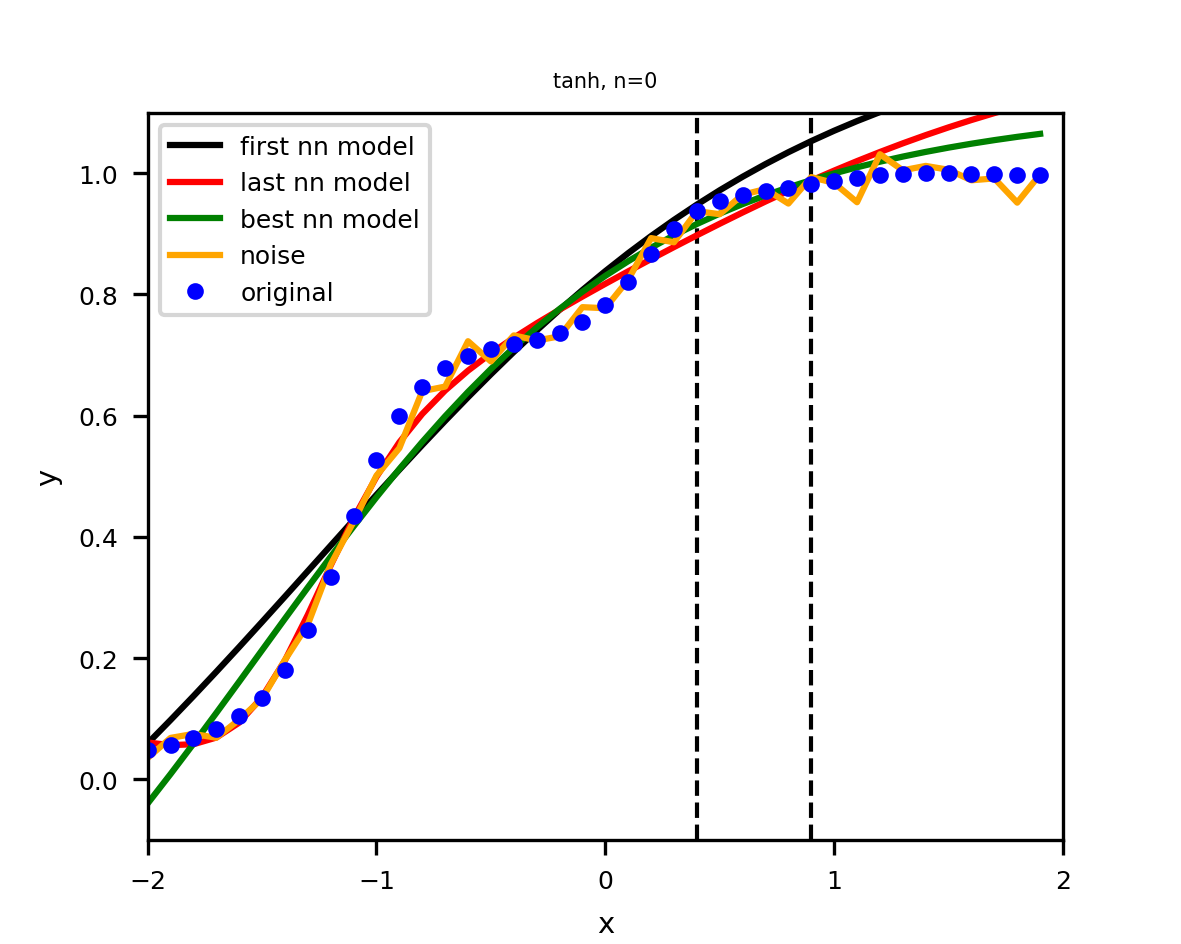 tanh, n=0
first nn model
last nn model
best nn model
noise
original
1.0
0.8
0.6
0.4
0.2
0.0
y
−2
−1
0
1
2
x